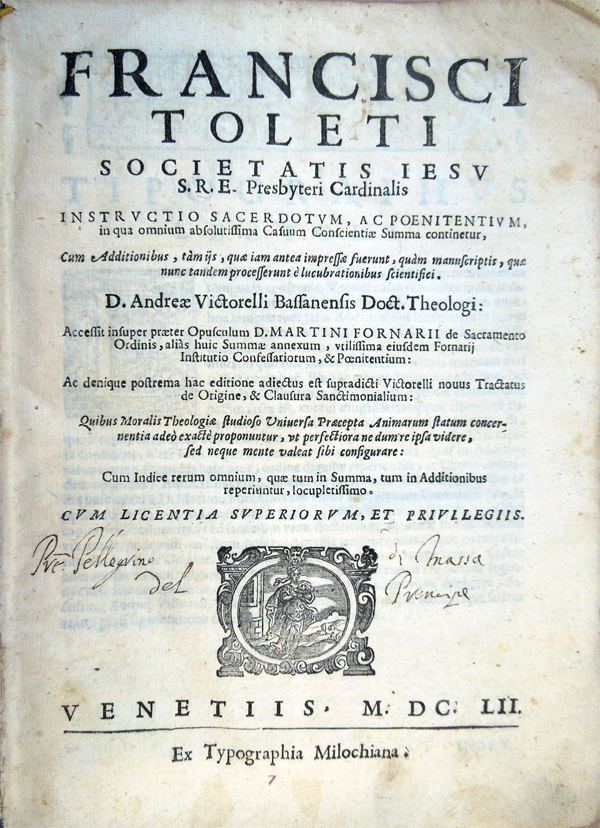 FRANCISCI
TOLETI
SOCIETATIS IESV
S.R.E. Presbyteri Cardinalis
INSTRVCTIO SACERDOTVM, AC POENITENTIVM,
in qua omnium absolutissima Casuum Conscientiæ Summa continetur,
Cum Additionibus, tàm ijs, quæ iam antea impressæ fuerunt, quàm manuscriptis, quæ
nunc tandem processerunt è lucubrationibus scientifici.
D. Andreæ Victorelli Bassanensis Doct. Theologi:
Accessit insuper præter Opusculum D. MARTINI FORNARII de Sacramento
Ordinis, aliàs huic Summæ annexum, vtilissima eiusdem Fornarij
Institutio Confessariorum, & Pœnitentium:
Ac denique postrema hac editione adiectus est supradicti Victorelli nouus Tractatus
de Origine, & Clausura Sanctimonialium:
Quibus Moralis Theologiæ studioso Vniuersa Præcepta Animarum statum concer-
nentia adeò exactè proponuntur, vt perfectiora ne dum re ipsa videre,
sed neque mente valeat sibi configurare:
Cum Indice rerum omnium, quæ tum in Summa, tum in Additionibus
reperiuntur, locupletissimo.
CVM LICENTIA SVPERIORVM, ET PRIVILEGIIS.
Pre Pellegrino di Massa
del Prencipe
VENETIIS. M. DC. LII.
Ex Typographia Milochiana.
7